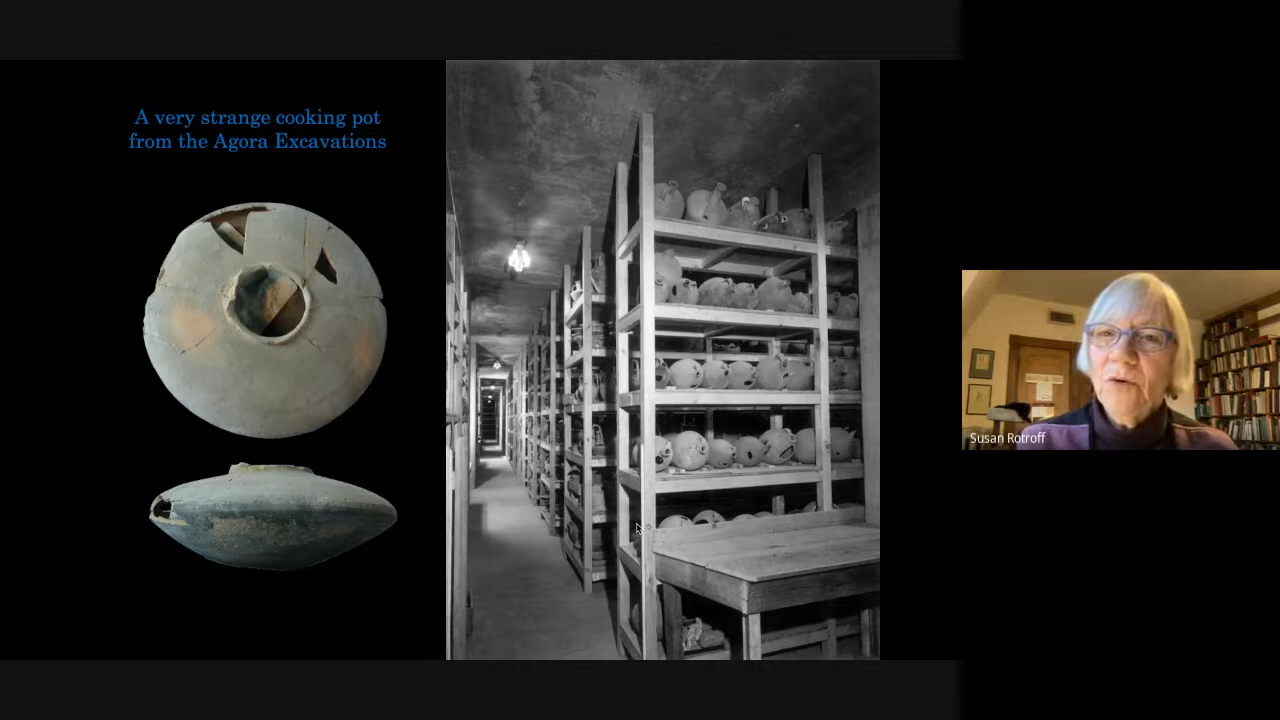 A very strange cooking pot
from the Agora Excavations
Susan Rotroff